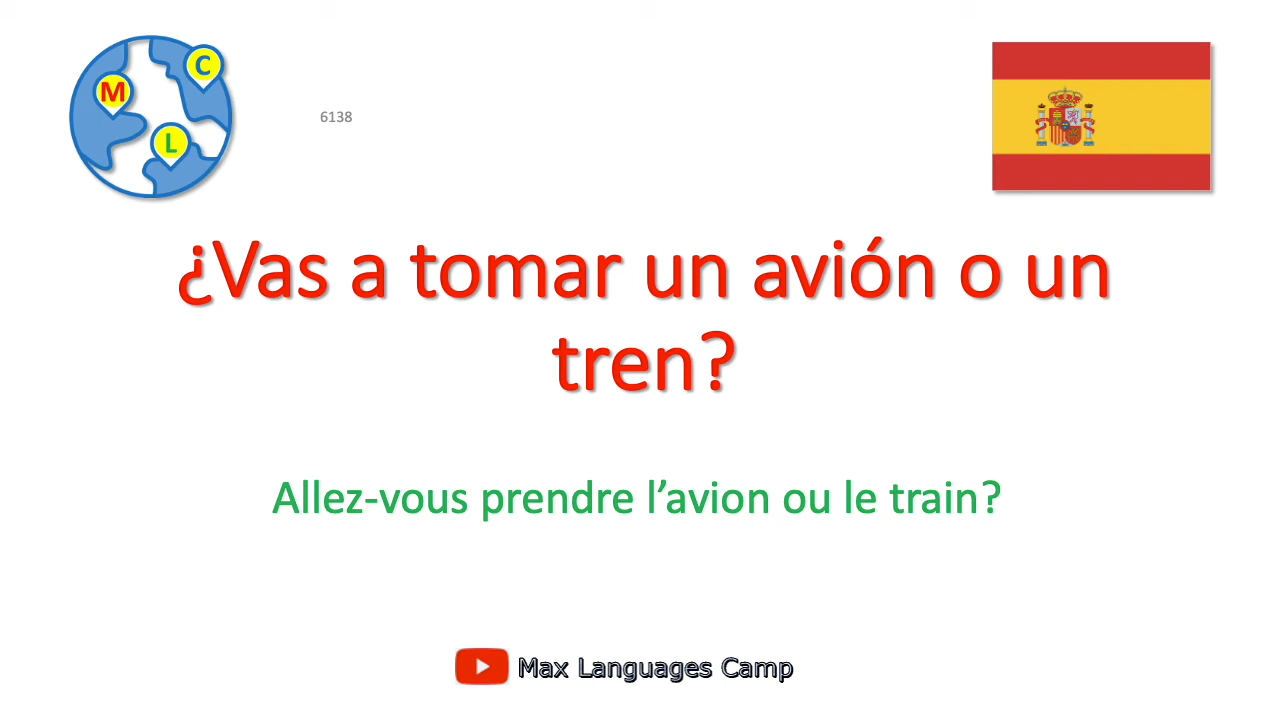 C
M
6138
L
¿Vas a tomar un avión o un
tren?
Allez-vous prendre l’avion ou le train?
Max Languages Camp